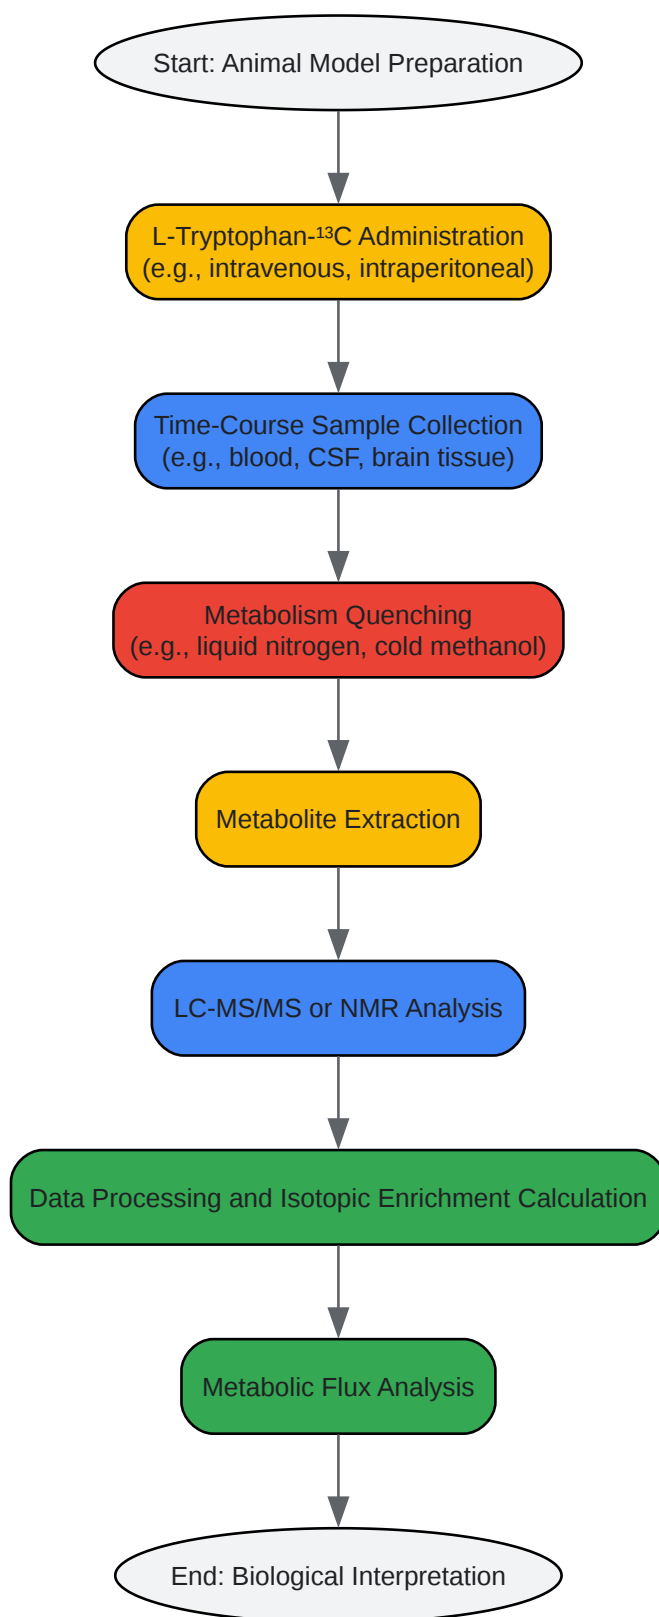 Start: Animal Model Preparation
L-Tryptophan-¹³C Administration
(e.g., intravenous, intraperitoneal)
Time-Course Sample Collection
(e.g., blood, CSF, brain tissue)
Metabolism Quenching
(e.g., liquid nitrogen, cold methanol)
Metabolite Extraction
LC-MS/MS or NMR Analysis
Data Processing and Isotopic Enrichment Calculation
Metabolic Flux Analysis
End: Biological Interpretation